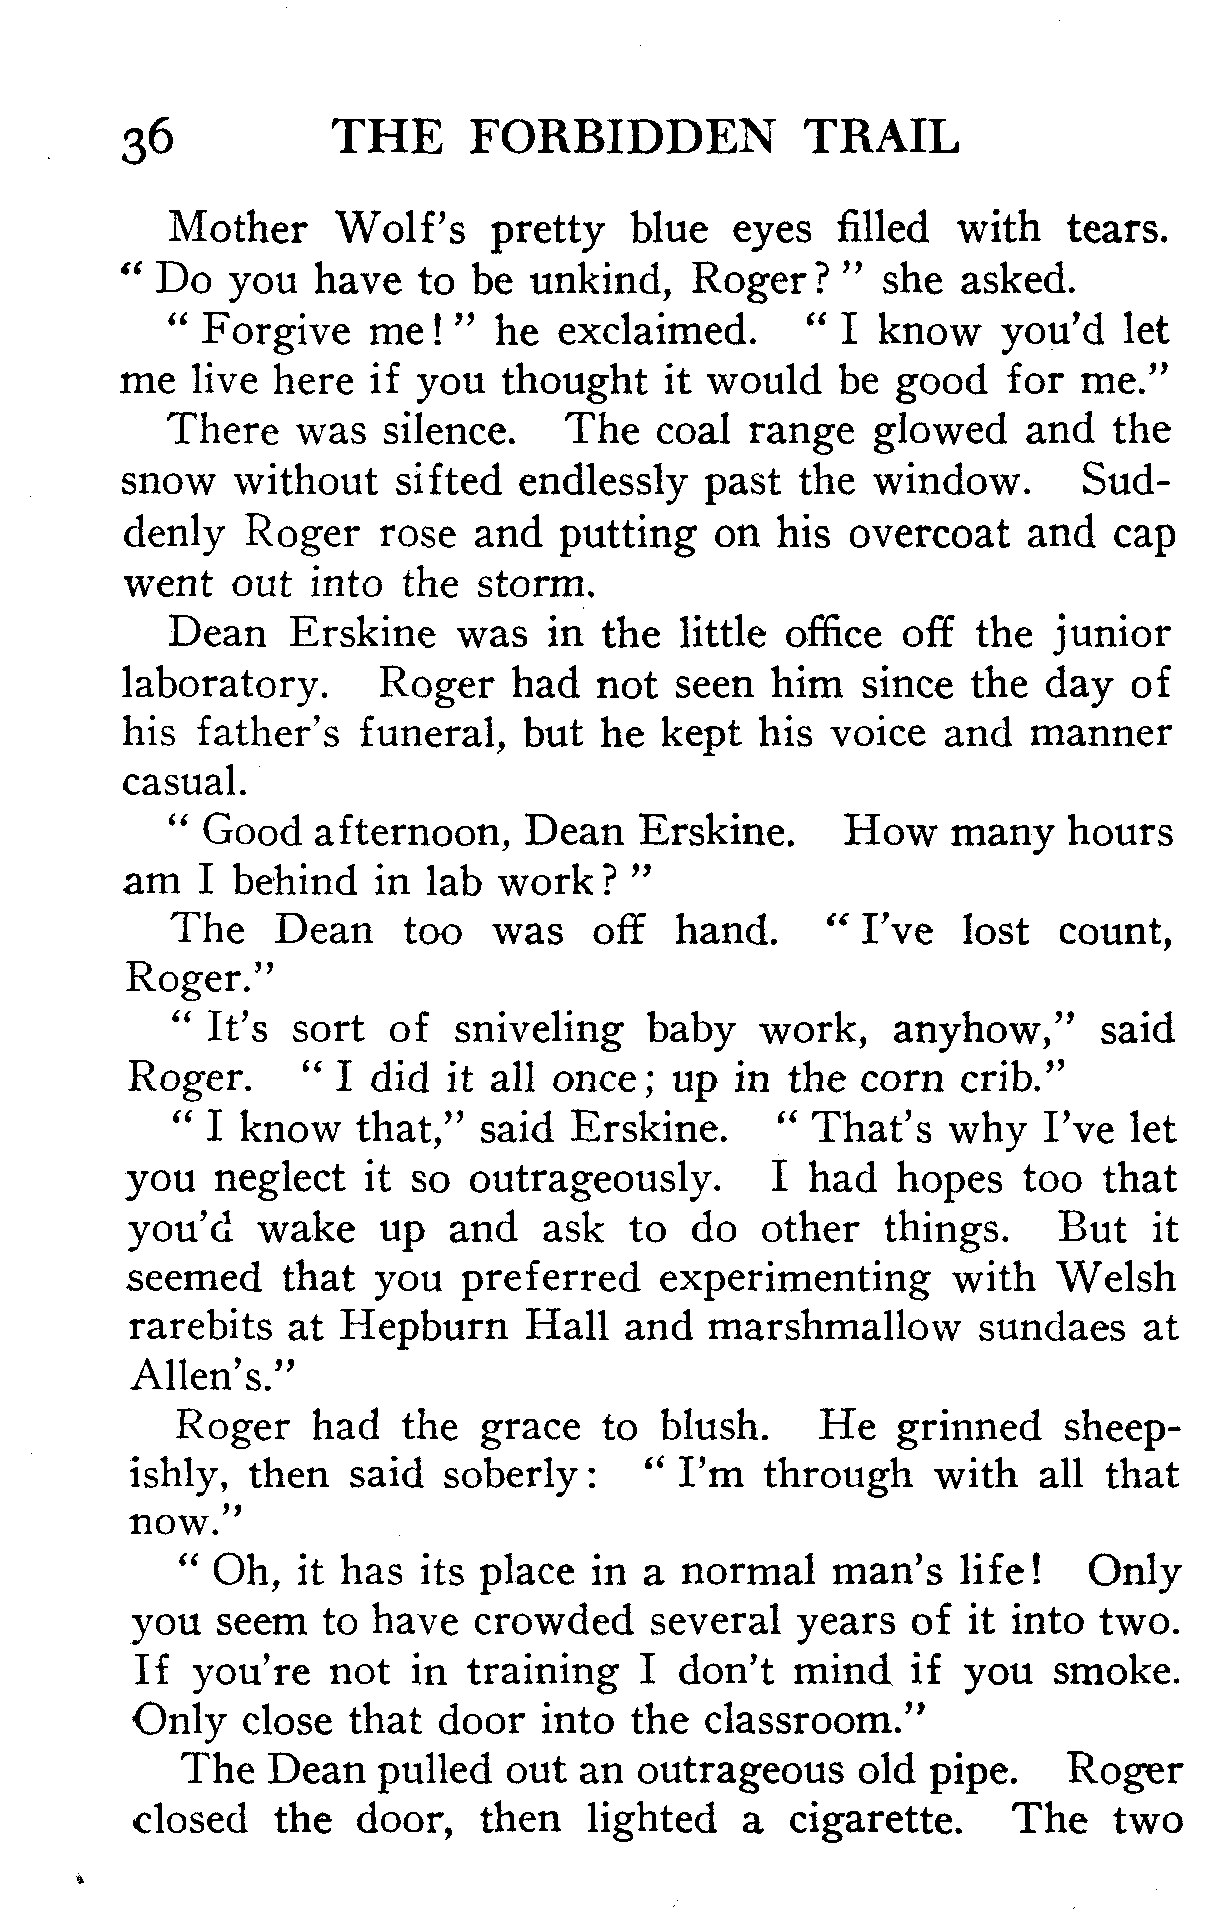 36 THE FORBIDDEN TRAIL
Mother Wolf's pretty blue eyes filled with tears.
" Do you have to be unkind, Roger? " she asked.
" Forgive me! " he exclaimed. " I know you'd let
me live here if you thought it would be good for me."
There was silence. The coal range glowed and the
snow without sifted endlessly past the window. Sud-
denly Roger rose and putting on his overcoat and cap
went out into the storm.
Dean Erskine was in the little office off the junior
laboratory. Roger had not seen him since the day of
his father's funeral, but he kept his voice and manner
casual.
" Good afternoon, Dean Erskine. How many hours
am I behind in lab work? "
The Dean too was off hand. " I've lost count,
Roger."
" It's sort of sniveling baby work, anyhow," said
Roger. " I did it all once; up in the corn crib."
" I know that," said Erskine. " That's why I've let
you neglect it so outrageously. I had hopes too that
you'd wake up and ask to do other things. But it
seemed that you preferred experimenting with Welsh
rarebits at Hepburn Hall and marshmallow sundaes at
Allen's."
Roger had the grace to blush. He grinned sheep-
ishly, then said soberly: " I'm through with all that
now."
" Oh, it has its place in a normal man's life! Only
you seem to have crowded several years of it into two.
If you're not in training I don't mind if you smoke.
Only close that door into the classroom."
The Dean pulled out an outrageous old pipe. Roger
closed the door, then lighted a cigarette. The two